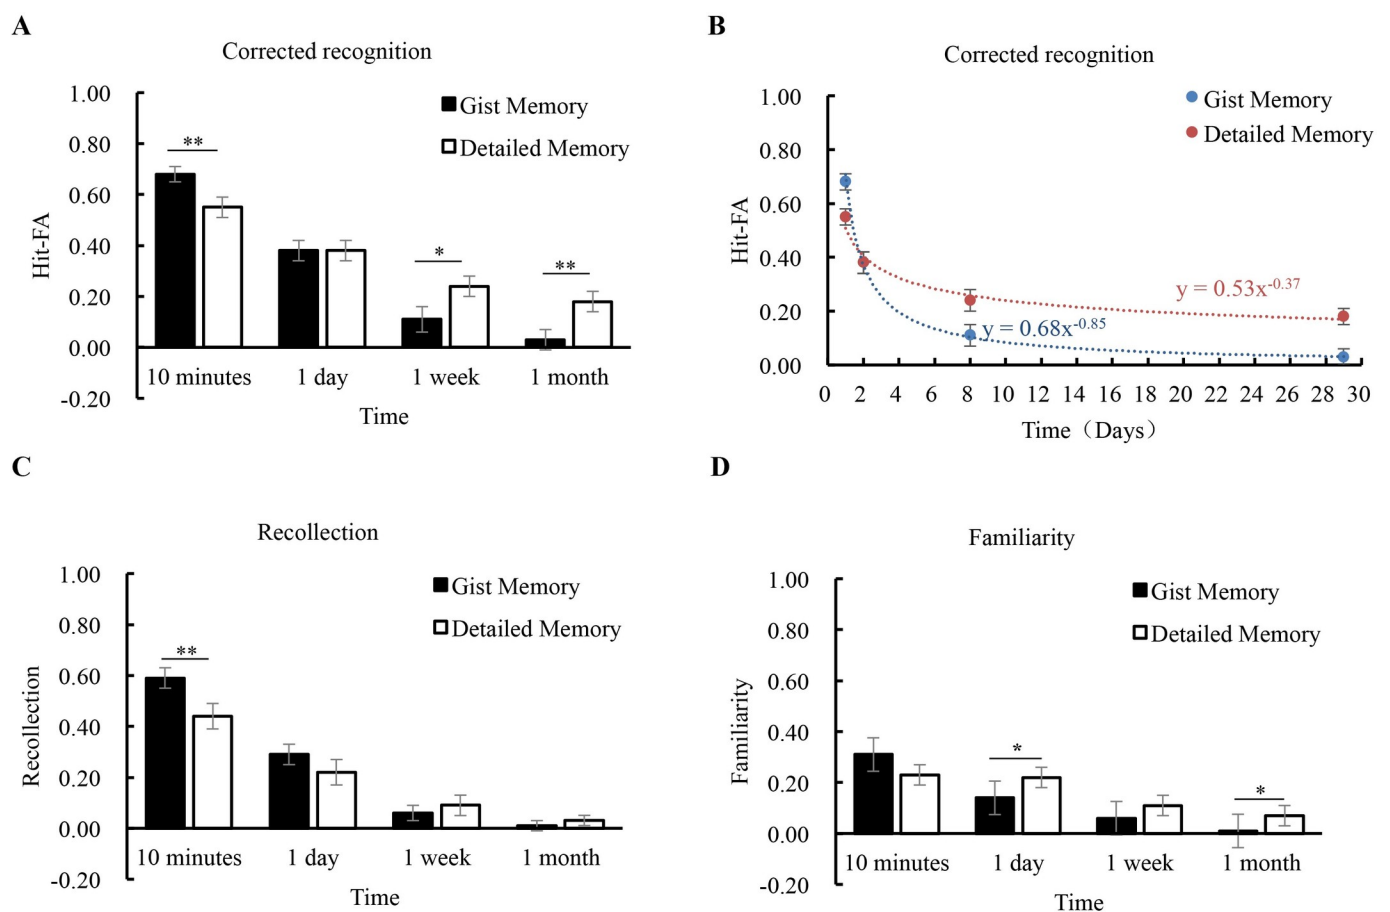 A
Corrected recognition
1.00
0.80
0.60
0.40
0.20
0.00
-0.20
Hit-FA
Gist Memory
Detailed Memory
**
*
**
10 minutes
1 day
1 week
1 month
Time
B
Corrected recognition
1.00
0.80
0.60
0.40
0.20
0.00
Hit-FA
Gist Memory
Detailed Memory
y = 0.53x-0.37
y = 0.68x-0.85
0 2 4 6 8 10 12 14 16 18 20 22 24 26 28 30
Time（Days）
C
Recollection
1.00
0.80
0.60
0.40
0.20
0.00
-0.20
Recollection
Gist Memory
Detailed Memory
**
10 minutes
1 day
1 week
1 month
Time
D
Familiarity
1.00
0.80
0.60
0.40
0.20
0.00
-0.20
Familiarity
Gist Memory
Detailed Memory
*
*
10 minutes
1 day
1 week
1 month
Time